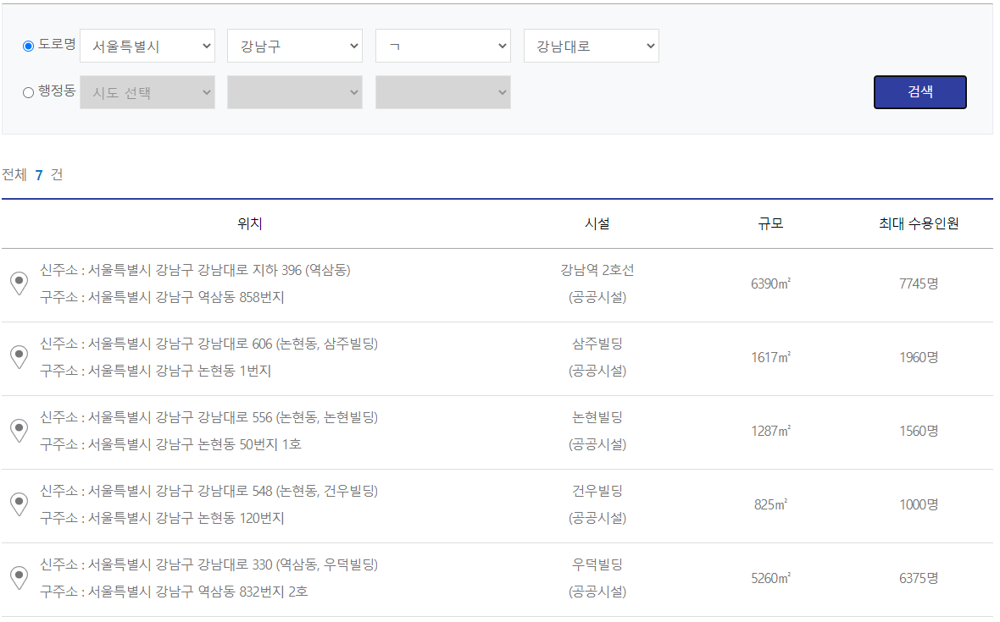 도로명 서울특별시 강남구 ㄱ 강남대로
행정동 시도 선택
검색
전체 7 건
위치 시설 규모 최대 수용인원
신주소 : 서울특별시 강남구 강남대로 지하 396 (역삼동)
구주소 : 서울특별시 강남구 역삼동 858번지
강남역 2호선
(공공시설)
6390㎡
7745명
신주소 : 서울특별시 강남구 강남대로 606 (논현동, 삼주빌딩)
구주소 : 서울특별시 강남구 논현동 1번지
삼주빌딩
(공공시설)
1617㎡
1960명
신주소 : 서울특별시 강남구 강남대로 556 (논현동, 논현빌딩)
구주소 : 서울특별시 강남구 논현동 50번지 1호
논현빌딩
(공공시설)
1287㎡
1560명
신주소 : 서울특별시 강남구 강남대로 548 (논현동, 건우빌딩)
구주소 : 서울특별시 강남구 논현동 120번지
건우빌딩
(공공시설)
825㎡
1000명
신주소 : 서울특별시 강남구 강남대로 330 (역삼동, 우덕빌딩)
구주소 : 서울특별시 강남구 역삼동 832번지 2호
우덕빌딩
(공공시설)
5260㎡
6375명